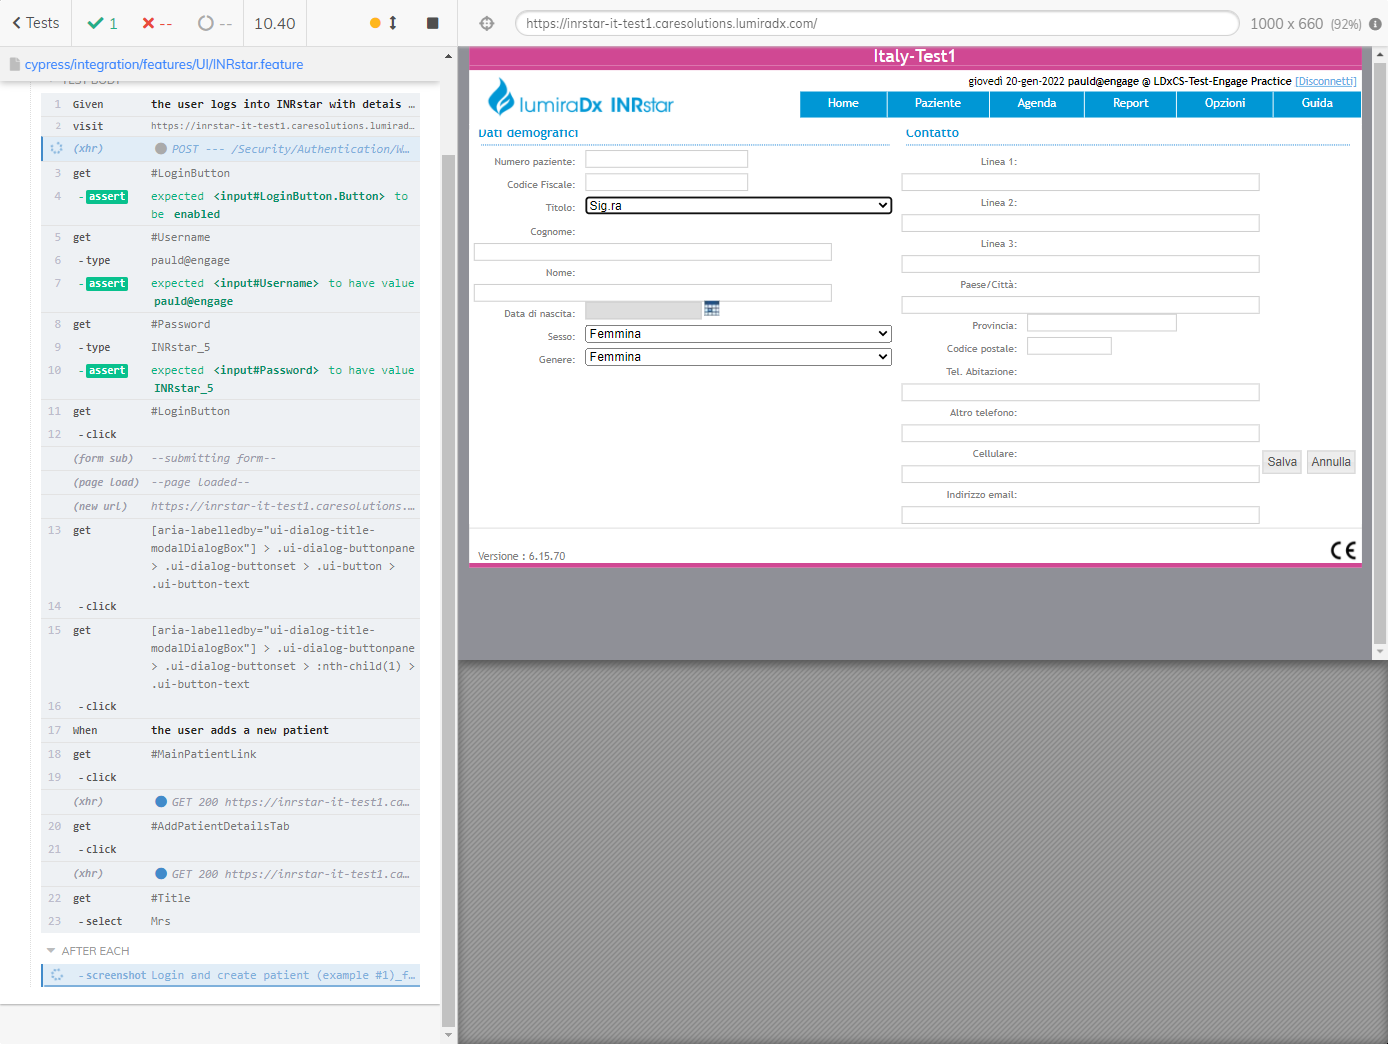 Tests
1
--
--
10.40
https://inrstar-it-test1.caresolutions.lumiradx.com/
1000 x 660 (92%)
cypress/integration/features/UI/INRstar.feature
TEST BODY
1 Given the user logs into INRstar with detais ...
2 visit https://inrstar-it-test1.caresolutions.lumirad...
(xhr) POST --- /Security/Authentication/W...
3 get #LoginButton
4 -assert expected <input#LoginButton.Button> to
be enabled
5 get #Username
6 -type pauld@engage
7 -assert expected <input#Username> to have value
pauld@engage
8 get #Password
9 -type INRstar_5
10 -assert expected <input#Password> to have value
INRstar_5
11 get #LoginButton
12 -click
(form sub) --submitting form--
(page load) --page loaded--
(new url) https://inrstar-it-test1.caresolutions....
13 get [aria-labelledby="ui-dialog-title-
modalDialogBox"] > .ui-dialog-buttonpane
> .ui-dialog-buttonset > .ui-button >
.ui-button-text
14 -click
15 get [aria-labelledby="ui-dialog-title-
modalDialogBox"] > .ui-dialog-buttonpane
> .ui-dialog-buttonset > :nth-child(1) >
.ui-button-text
16 -click
17 When the user adds a new patient
18 get #MainPatientLink
19 -click
(xhr) GET 200 https://inrstar-it-test1.ca...
20 get #AddPatientDetailsTab
21 -click
(xhr) GET 200 https://inrstar-it-test1.ca...
22 get #Title
23 -select Mrs
AFTER EACH
-screenshot Login and create patient (example #1)_f...
Italy-Test1
giovedì 20-gen-2022 pauld@engage @ LDxCS-Test-Engage Practice [Disconnetti]
lumiraDx INRstar
Home Paziente Agenda Report Opzioni Guida
Dati demografici
Numero paziente:
Codice Fiscale:
Titolo: Sig.ra
Cognome:
Nome:
Data di nascita:
Sesso: Femmina
Genere: Femmina
Contatto
Linea 1:
Linea 2:
Linea 3:
Paese/Città:
Provincia:
Codice postale:
Tel. Abitazione:
Altro telefono:
Cellulare:
Indirizzo email:
Salva Annulla
Versione : 6.15.70
CE